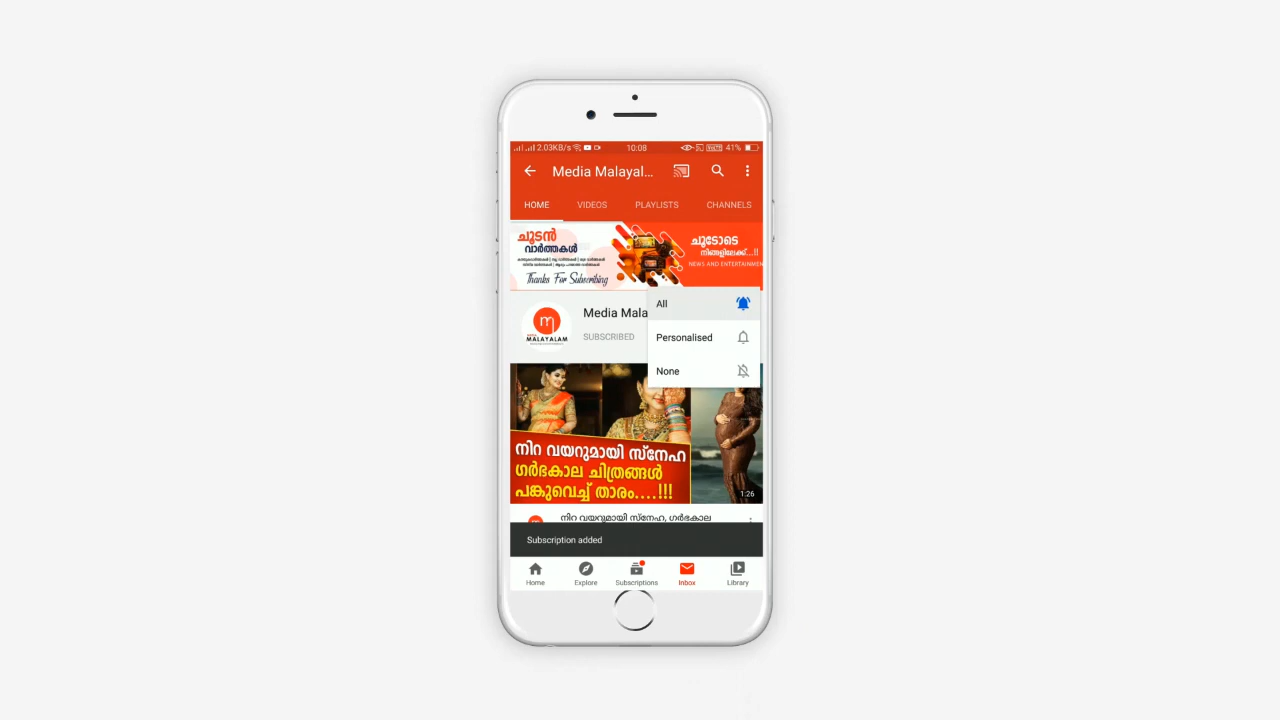 2.03KB/s
10:08
41%
Media Malayal...
HOME
VIDEOS
PLAYLISTS
CHANNELS
ചൂടൻ
വാർത്തകൾ
Thanks For Subscribing
ചൂടോടെ
നിങ്ങളിലേക്ക്...!!
NEWS AND ENTERTAINMEN
MALAYALAM
Media Mala
SUBSCRIBED
All
Personalised
None
നിറ വയറുമായി സ്നേഹ
ഗർഭകാല ചിത്രങ്ങൾ
പങ്കുവെച്ച് താരം....!!!
1:26
നിറ വയറുമായി സ്നേഹ, ഗർഭകാല
Subscription added
Home
Explore
Subscriptions
Inbox
Library